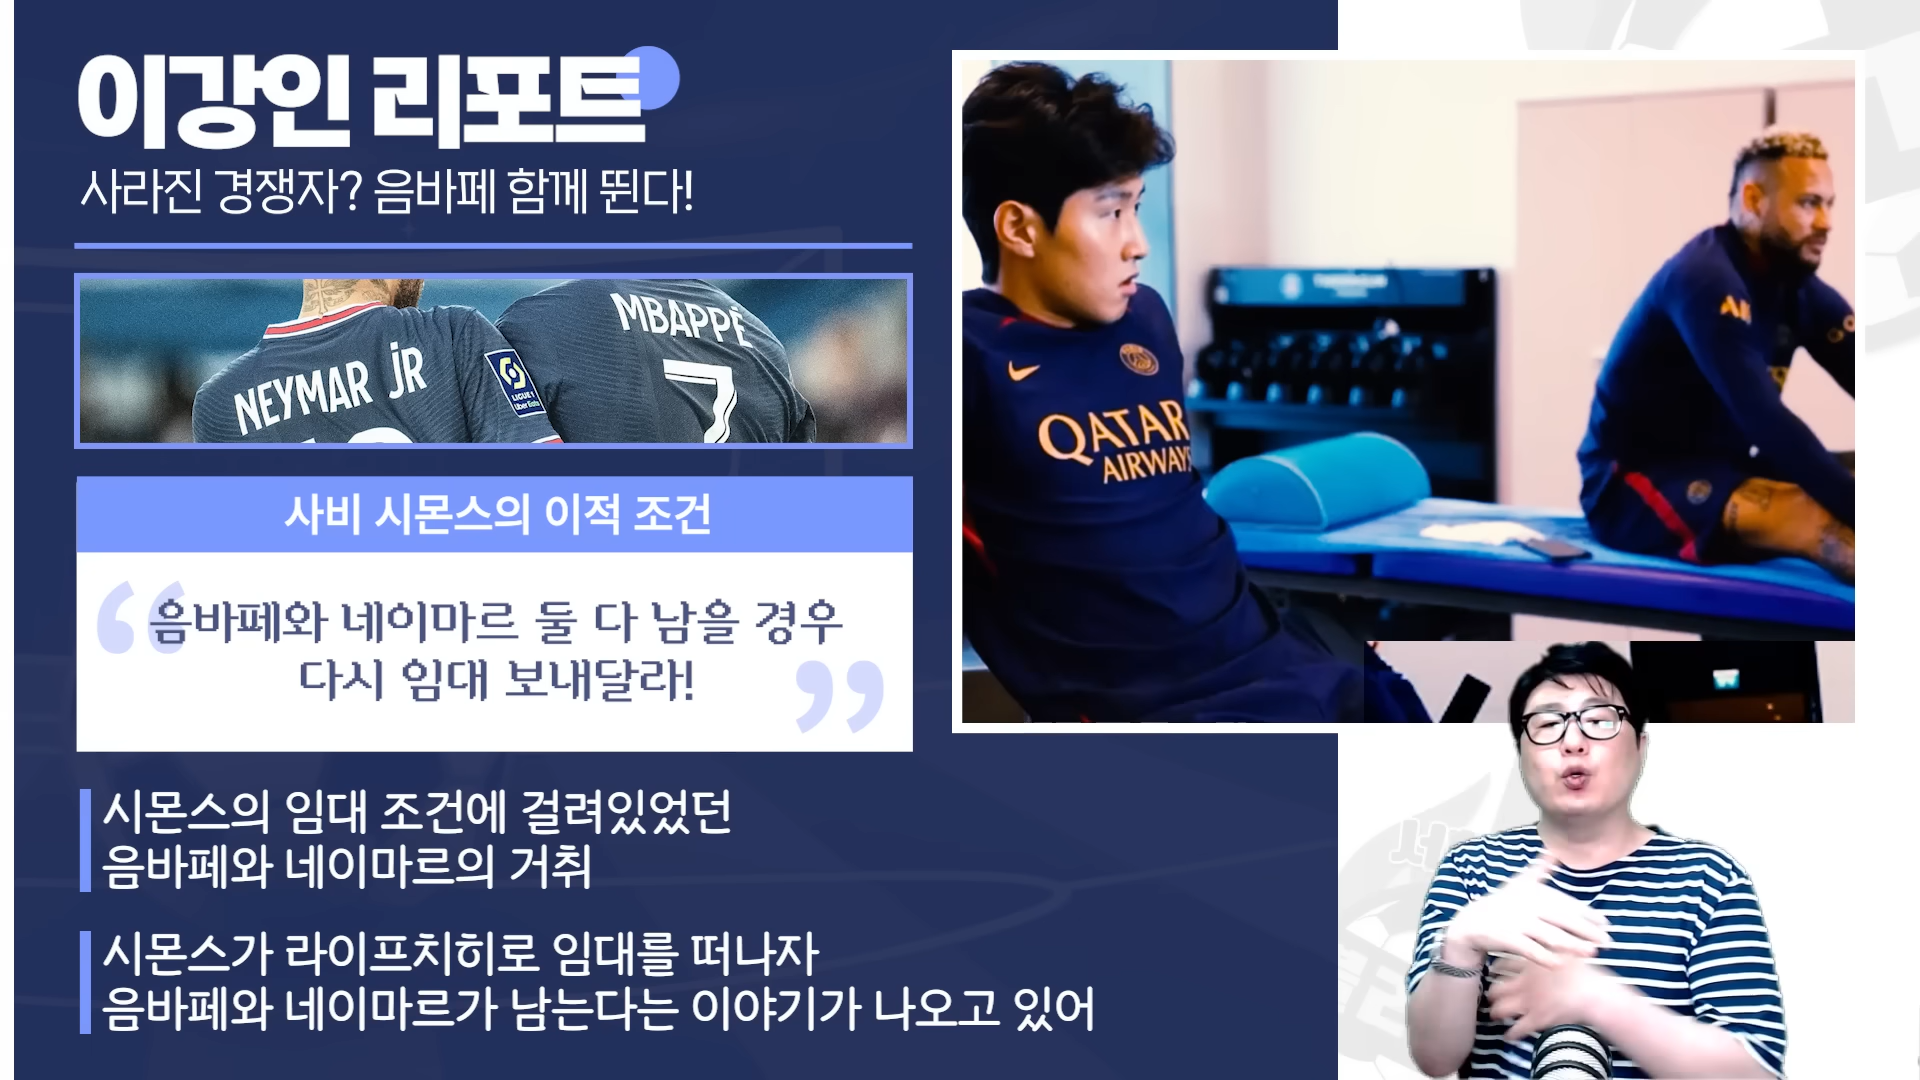 이강인 리포트
사라진 경쟁자? 음바페 함께 뛴다!
NEYMAR JR
MBAPPÉ
7
LIGUE 1
Uber Eats
사비 시몬스의 이적 조건
“음바페와 네이마르 둘 다 남을 경우
다시 임대 보내달라!”
시몬스의 임대 조건에 걸려있었던
음바페와 네이마르의 거취
시몬스가 라이프치히로 임대를 떠나자
음바페와 네이마르가 남는다는 이야기가 나오고 있어
QATAR
AIRWAYS